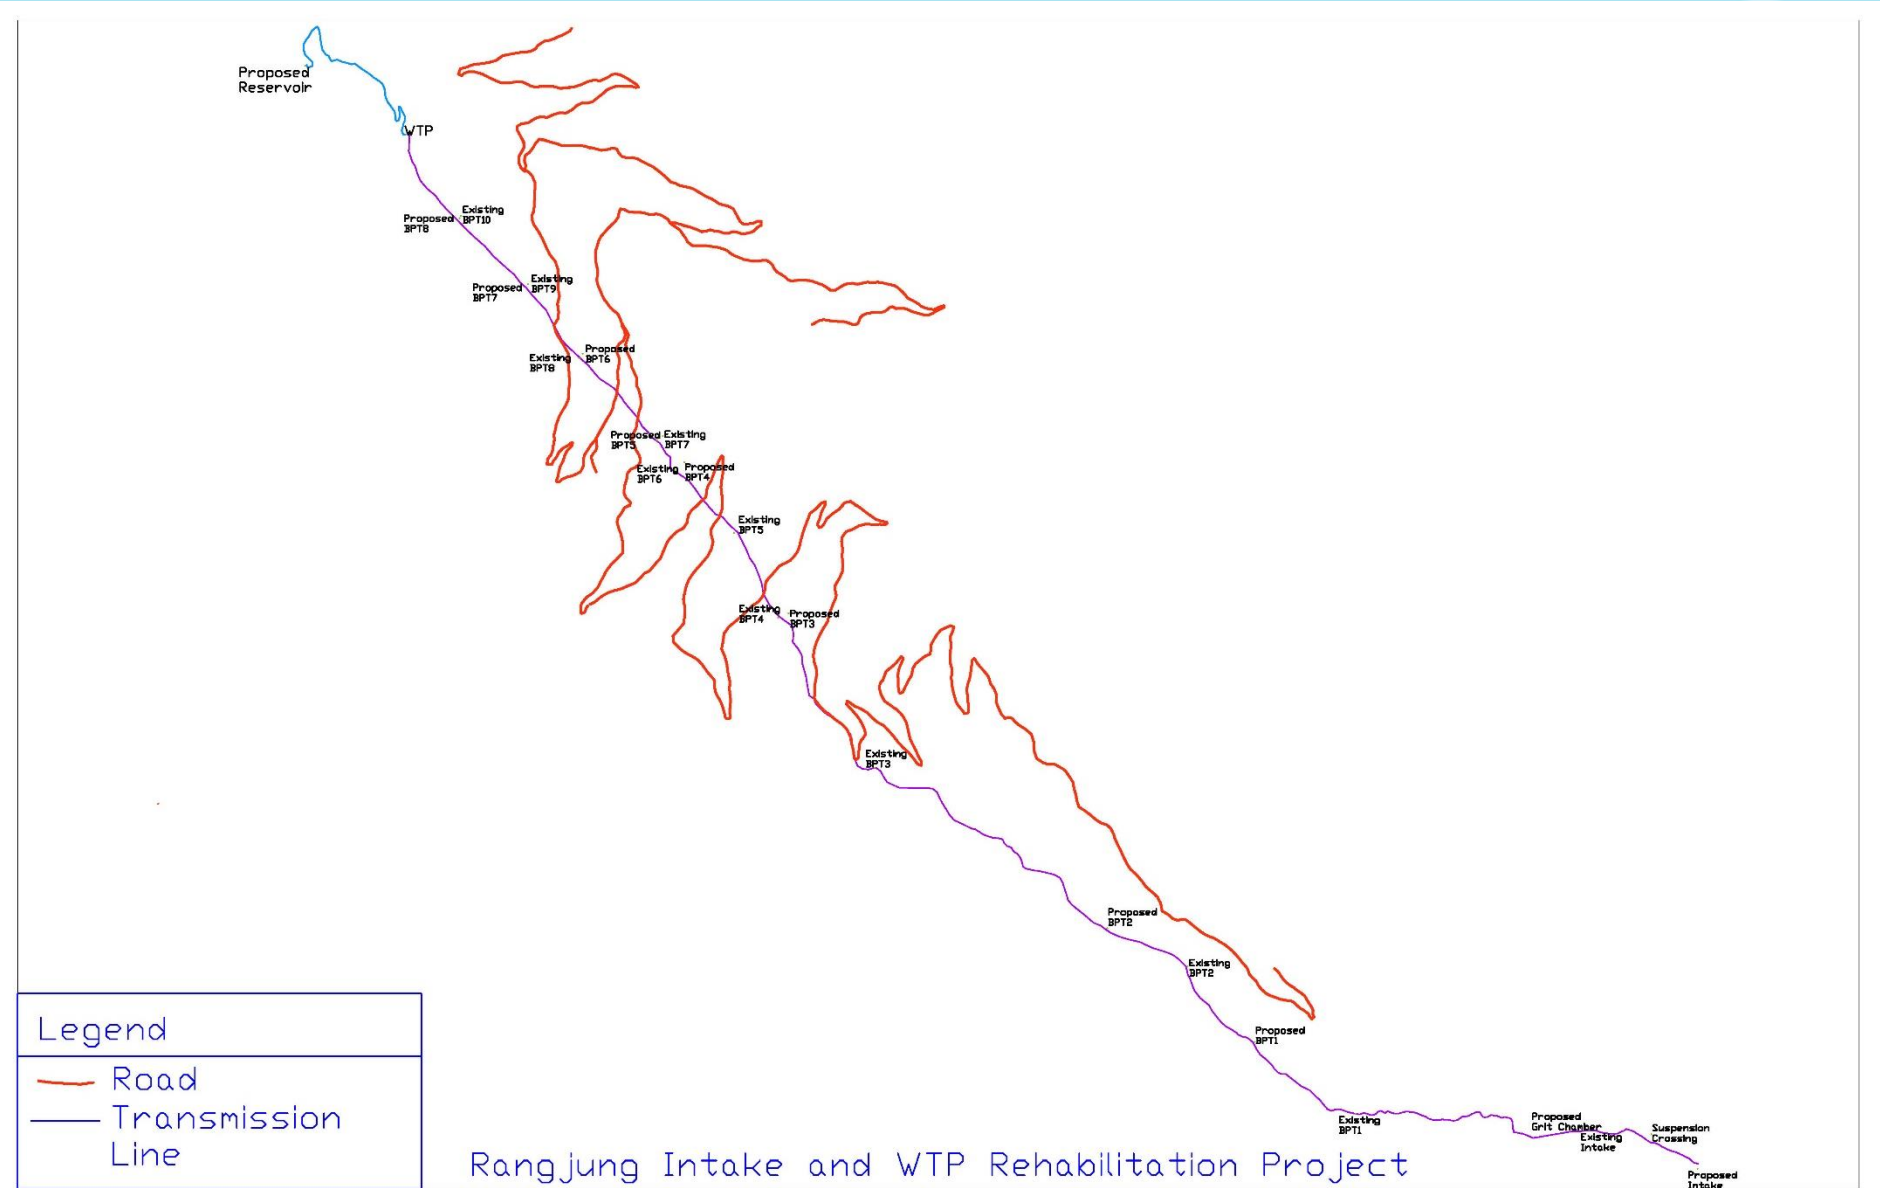 Proposed
Reservoir
WTP
Existing
BPT10
Proposed
BPT8
Existing
BPT9
Proposed
BPT7
Proposed
BPT6
Existing
BPT8
Proposed
BPT5
Existing
BPT7
Existing
BPT6
Proposed
BPT4
Existing
BPT5
Existing
BPT4
Proposed
BPT3
Existing
BPT3
Proposed
BPT2
Existing
BPT2
Proposed
BPT1
Existing
BPT1
Proposed
Grit Chamber
Existing
Intake
Suspension
Crossing
Proposed
Intake
Legend
Road
Transmission
Line
Rangjung Intake and WTP Rehabilitation Project